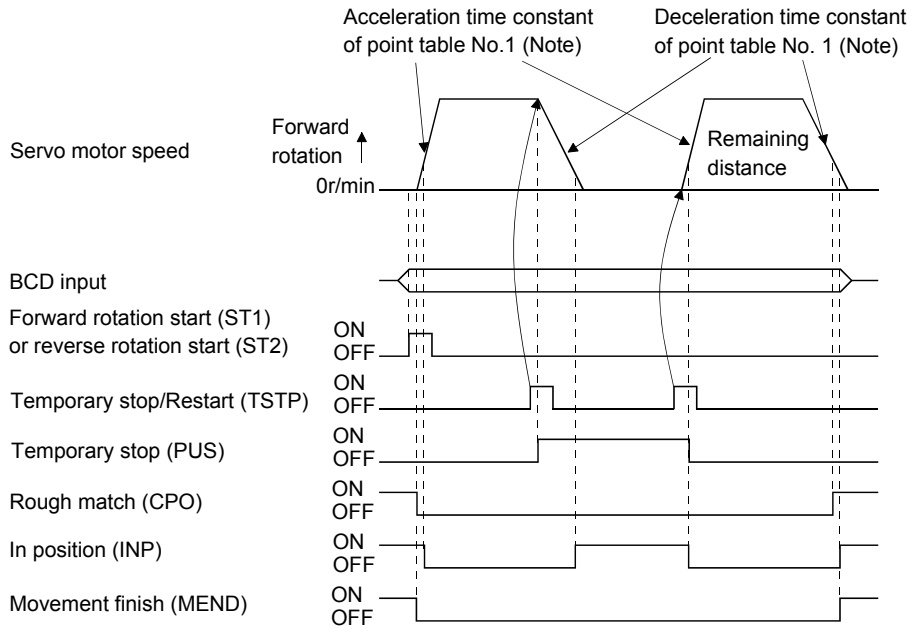 Acceleration time constant
of point table No.1 (Note)
Deceleration time constant
of point table No. 1 (Note)
Servo motor speed
Forward
rotation
0r/min
Remaining
distance
BCD input
Forward rotation start (ST1)
or reverse rotation start (ST2)
ON
OFF
Temporary stop/Restart (TSTP)
ON
OFF
Temporary stop (PUS)
ON
OFF
Rough match (CPO)
ON
OFF
In position (INP)
ON
OFF
Movement finish (MEND)
ON
OFF